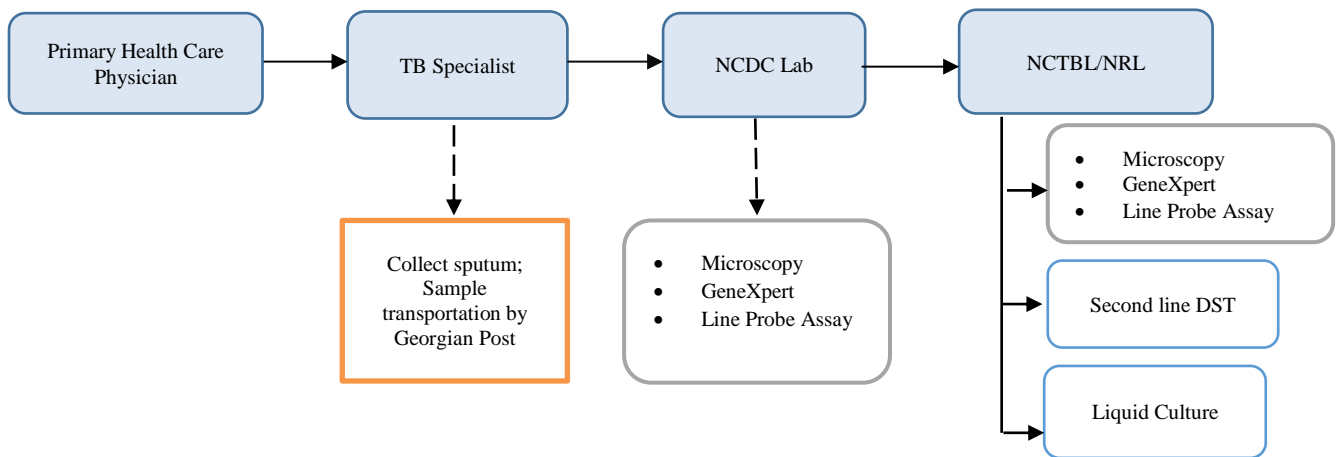 Primary Health Care
Physician
TB Specialist
NCDC Lab
NCTBL/NRL
Collect sputum;
Sample
transportation by
Georgian Post
• Microscopy
• GeneXpert
• Line Probe Assay
• Microscopy
• GeneXpert
• Line Probe Assay
Second line DST
Liquid Culture